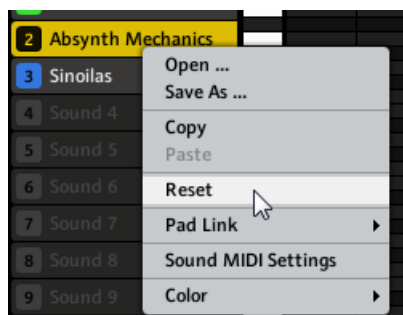 2 Absynth Mechanics
3 Sinoilas
4 Sound 4
5 Sound 5
6 Sound 6
7 Sound 7
8 Sound 8
9 Sound 9
Open ...
Save As ...
Copy
Paste
Reset
Pad Link
Sound MIDI Settings
Color